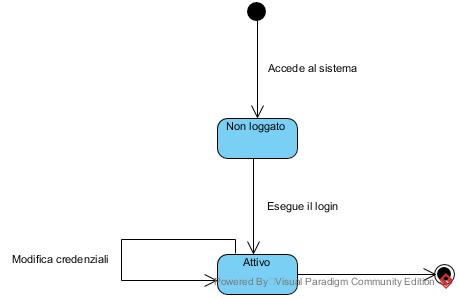 Accede al sistema
Non loggato
Esegue il login
Modifica credenziali
Attivo
Powered By Visual Paradigm Community Edition